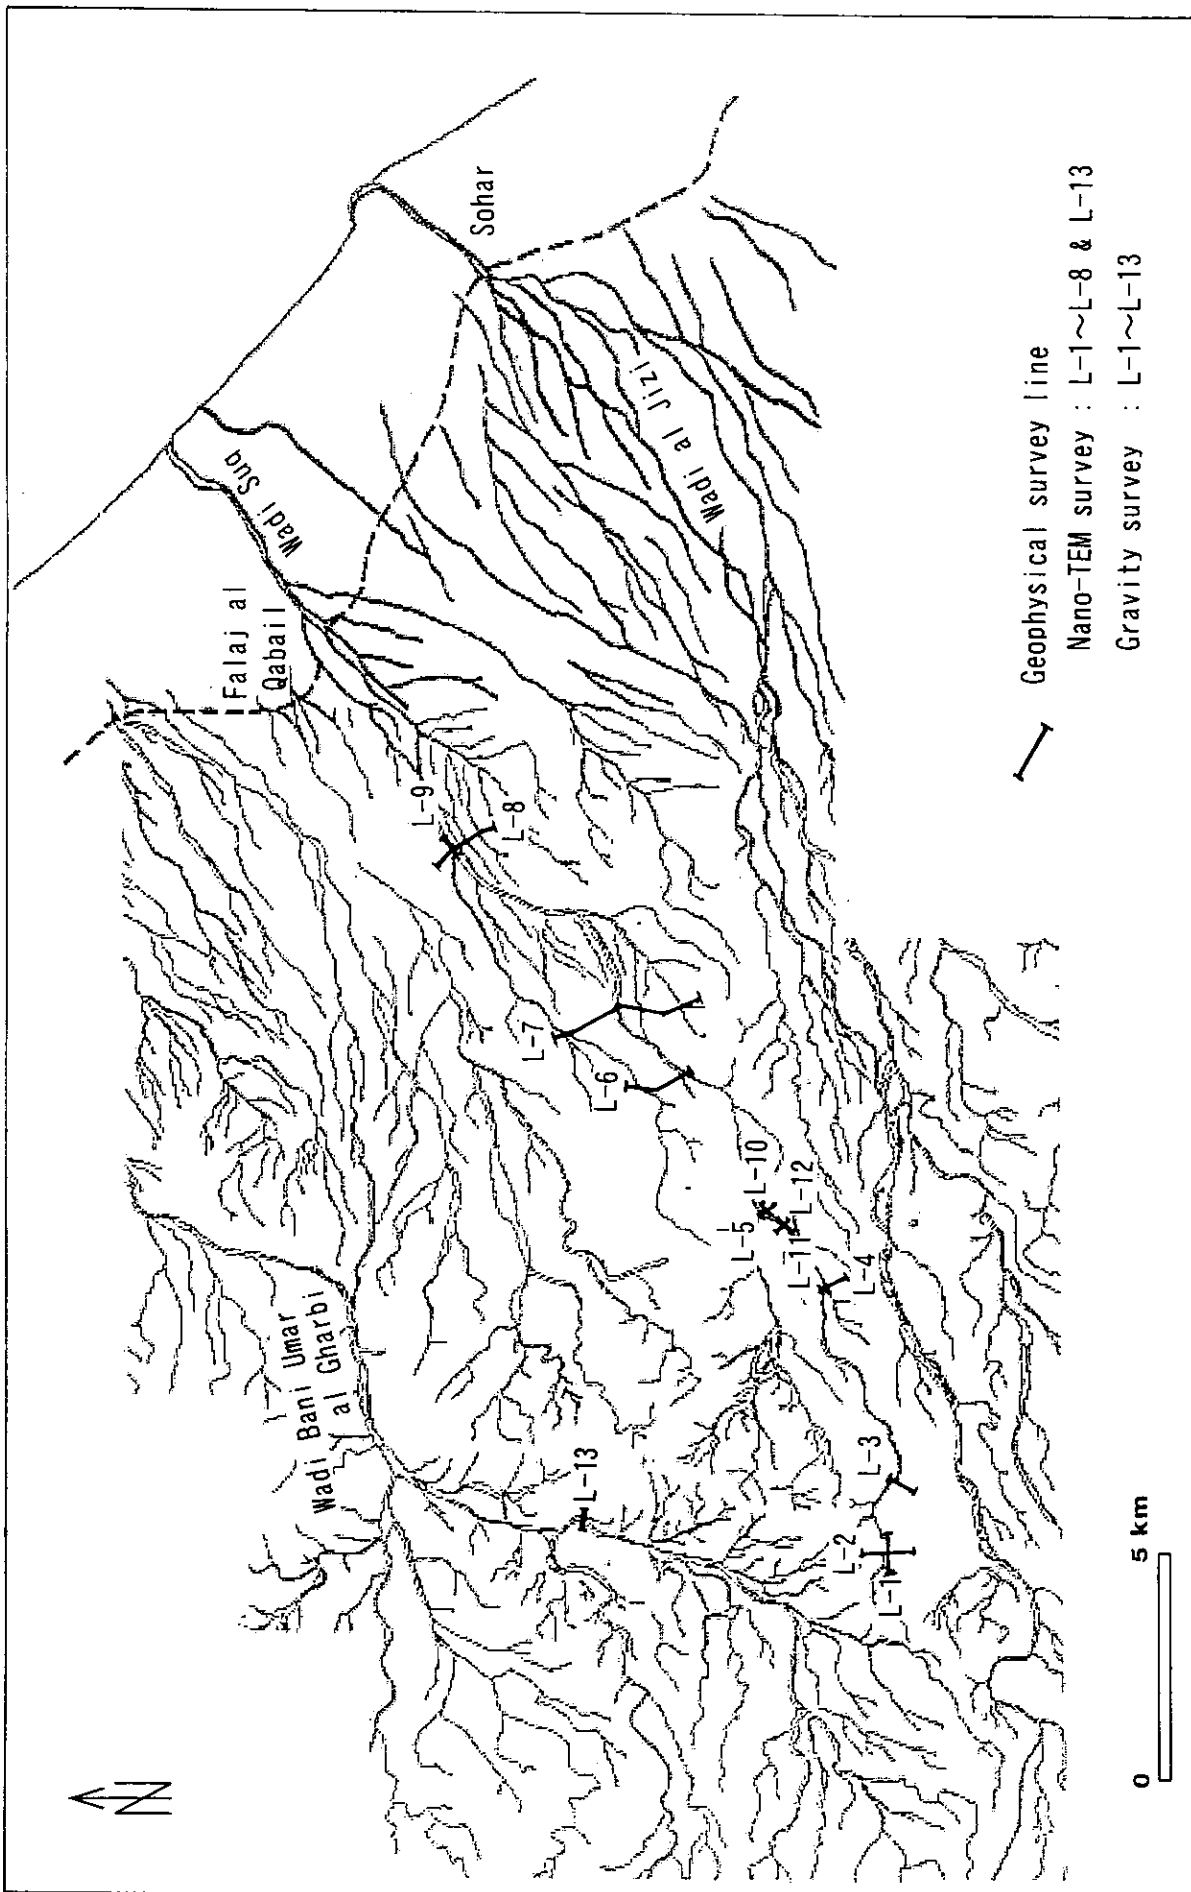 N
Sohar
Wadi Suq
Falaj al
Qabail
Wadi al Jizi
L-9
L-8
L-7
L-6
L-10
L-5
L-12
L-11
L-4
Wadi Bani Umar
al Gharbi
L-13
L-3
L-2
L-1
Geophysical survey line
Nano-TEM survey : L-1~L-8 & L-13
Gravity survey : L-1~L-13
0 5 km